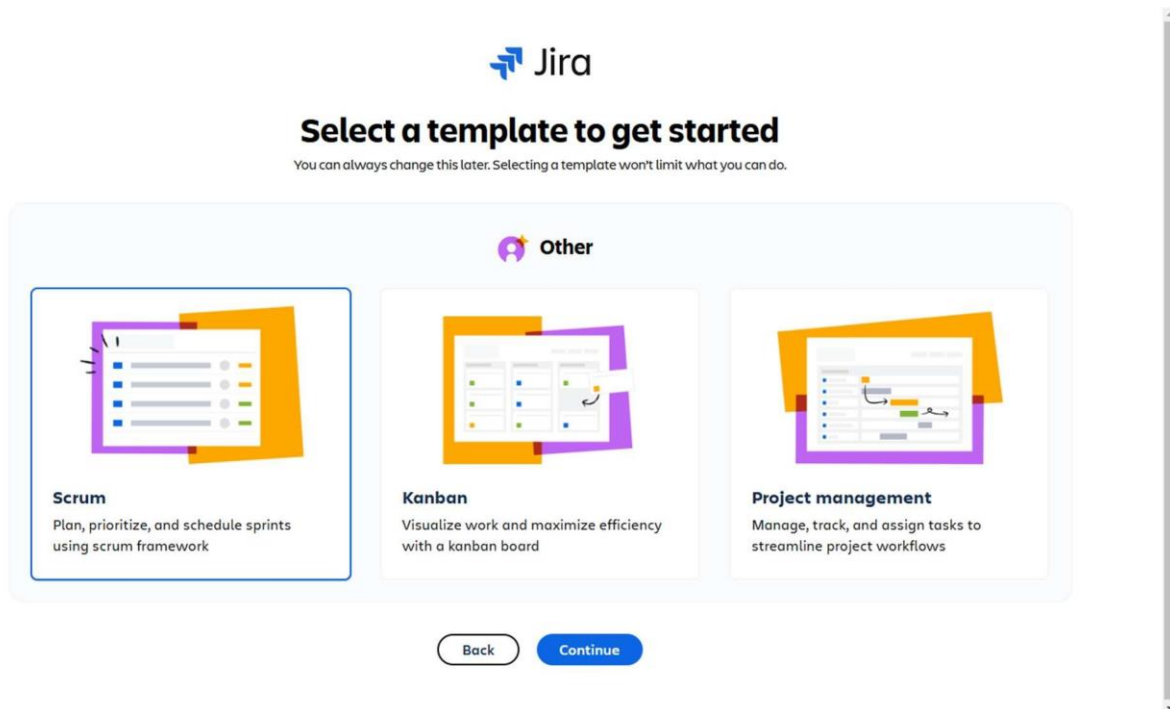 Jira
Select a template to get started
You can always change this later. Selecting a template won't limit what you can do.
Other
Scrum
Plan, prioritize, and schedule sprints
using scrum framework
Kanban
Visualize work and maximize efficiency
with a kanban board
Project management
Manage, track, and assign tasks to
streamline project workflows
Back
Continue